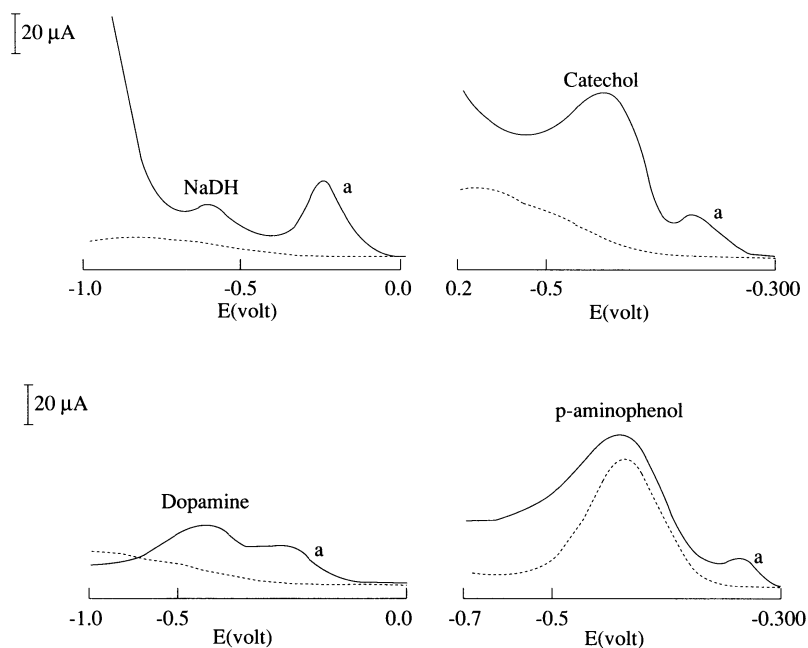 20 µA
NaDH
a
-1.0 -0.5 0.0
E(volt)
Catechol
a
0.2 -0.5 -0.300
E(volt)
20 µA
Dopamine
a
-1.0 -0.5 0.0
E(volt)
p-aminophenol
a
-0.7 -0.5 -0.300
E(volt)